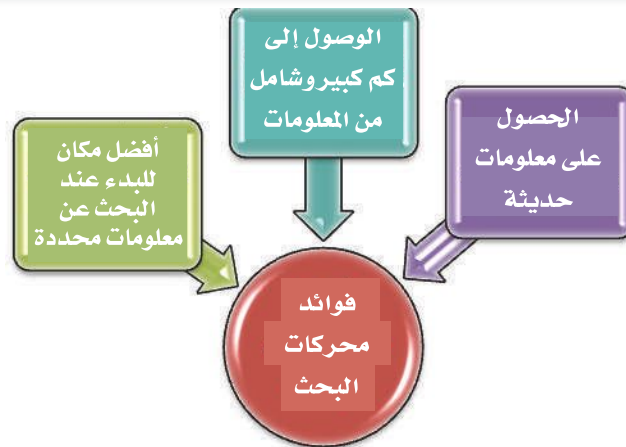 الوصول إلى
كم كبير وشامل
من المعلومات
الحصول
على معلومات
حديثة
أفضل مكان
للبدء عند
البحث عن
معلومات محددة
فوائد
محركات
البحث